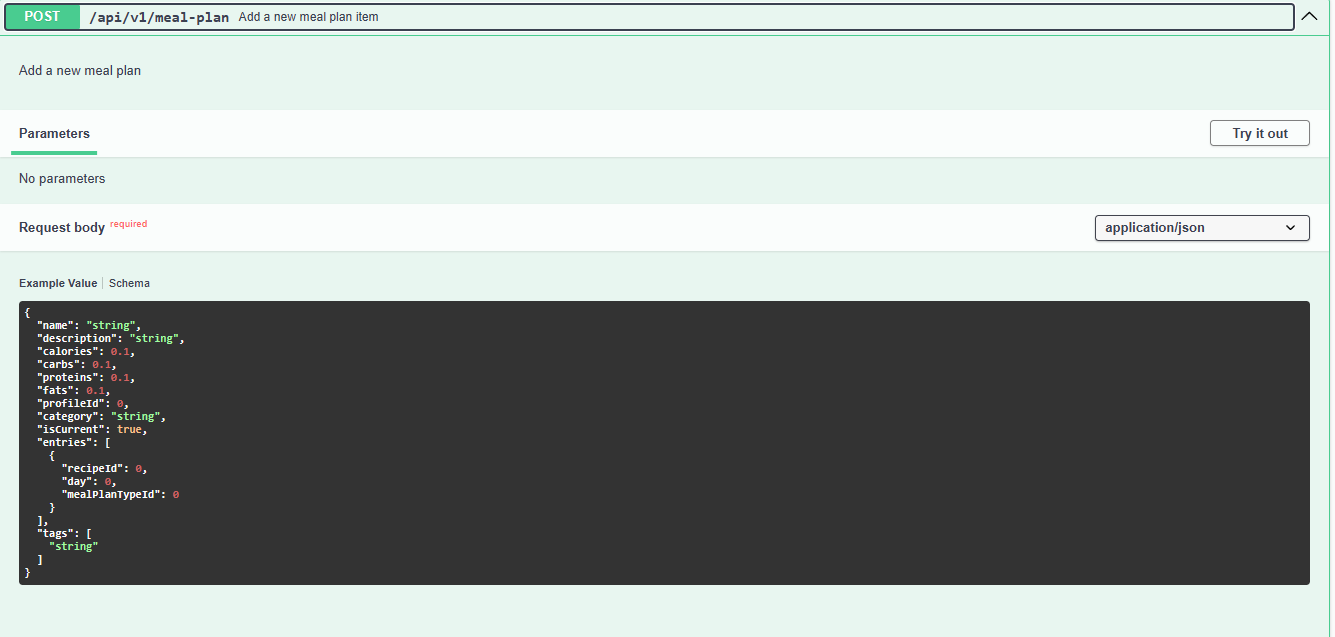 POST /api/v1/meal-plan Add a new meal plan item
Add a new meal plan
Parameters Try it out
No parameters
Request body required application/json
Example Value Schema
{
  "name": "string",
  "description": "string",
  "calories": 0.1,
  "carbs": 0.1,
  "proteins": 0.1,
  "fats": 0.1,
  "profileId": 0,
  "category": "string",
  "isCurrent": true,
  "entries": [
    {
      "recipeId": 0,
      "day": 0,
      "mealPlanTypeId": 0
    }
  ],
  "tags": [
    "string"
  ]
}